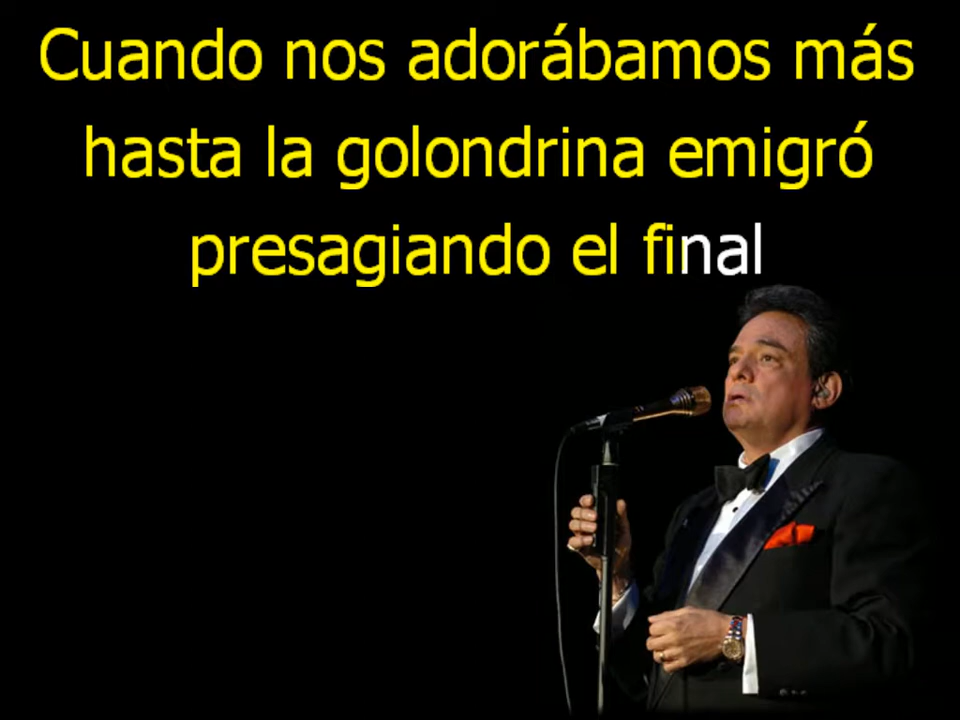 Cuando nos adorábamos más
hasta la golondrina emigró
presagiando el final